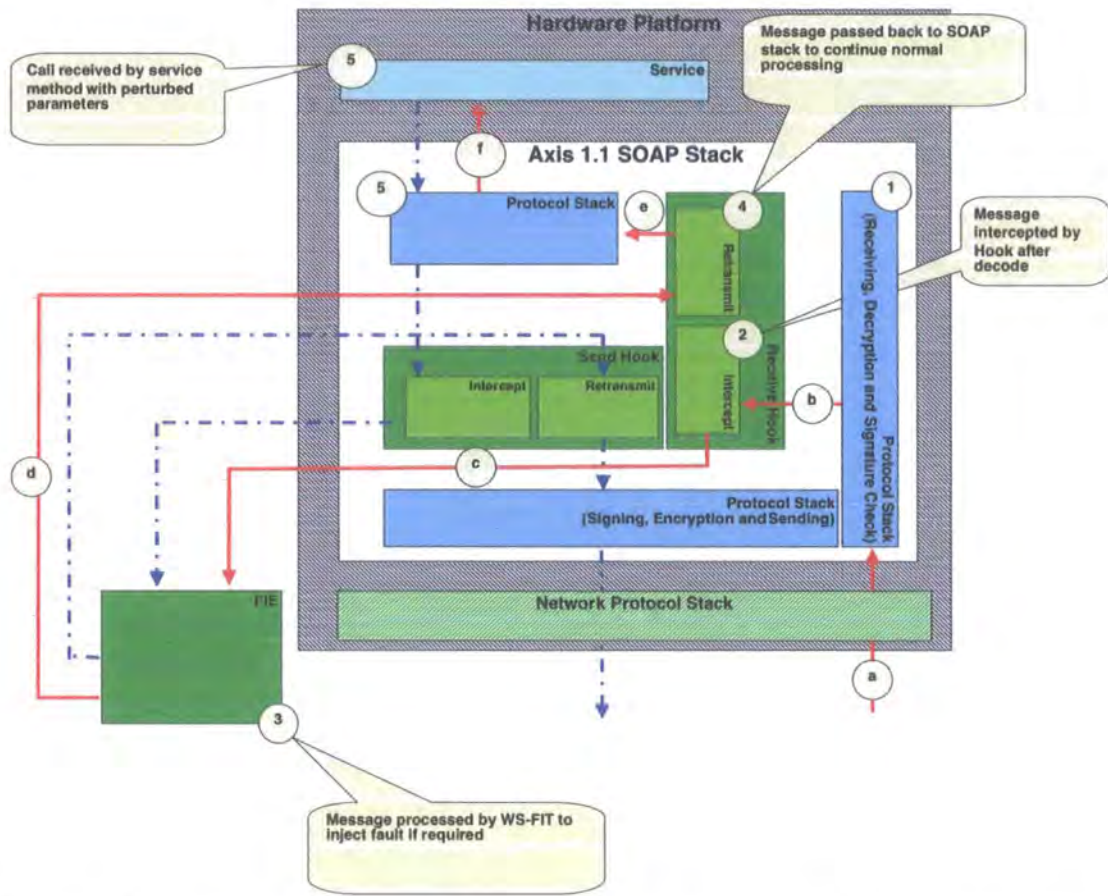 Hardware Platform
Message passed back to SOAP
stack to continue normal
processing
Call received by service
method with perturbed
parameters
5
Service
f
Axis 1.1 SOAP Stack
5
Protocol Stack
e
4
1
Message
intercepted by
Hook after
decode
Retransmit
2
Intercept
Receive Hook
b
Protocol Stack
(Receiving, Decryption and Signature Check)
Send Hook
Intercept
Retransmit
d
c
Protocol Stack
(Signing, Encryption and Sending)
FIE
Network Protocol Stack
a
3
Message processed by WS-FIT to
inject fault if required